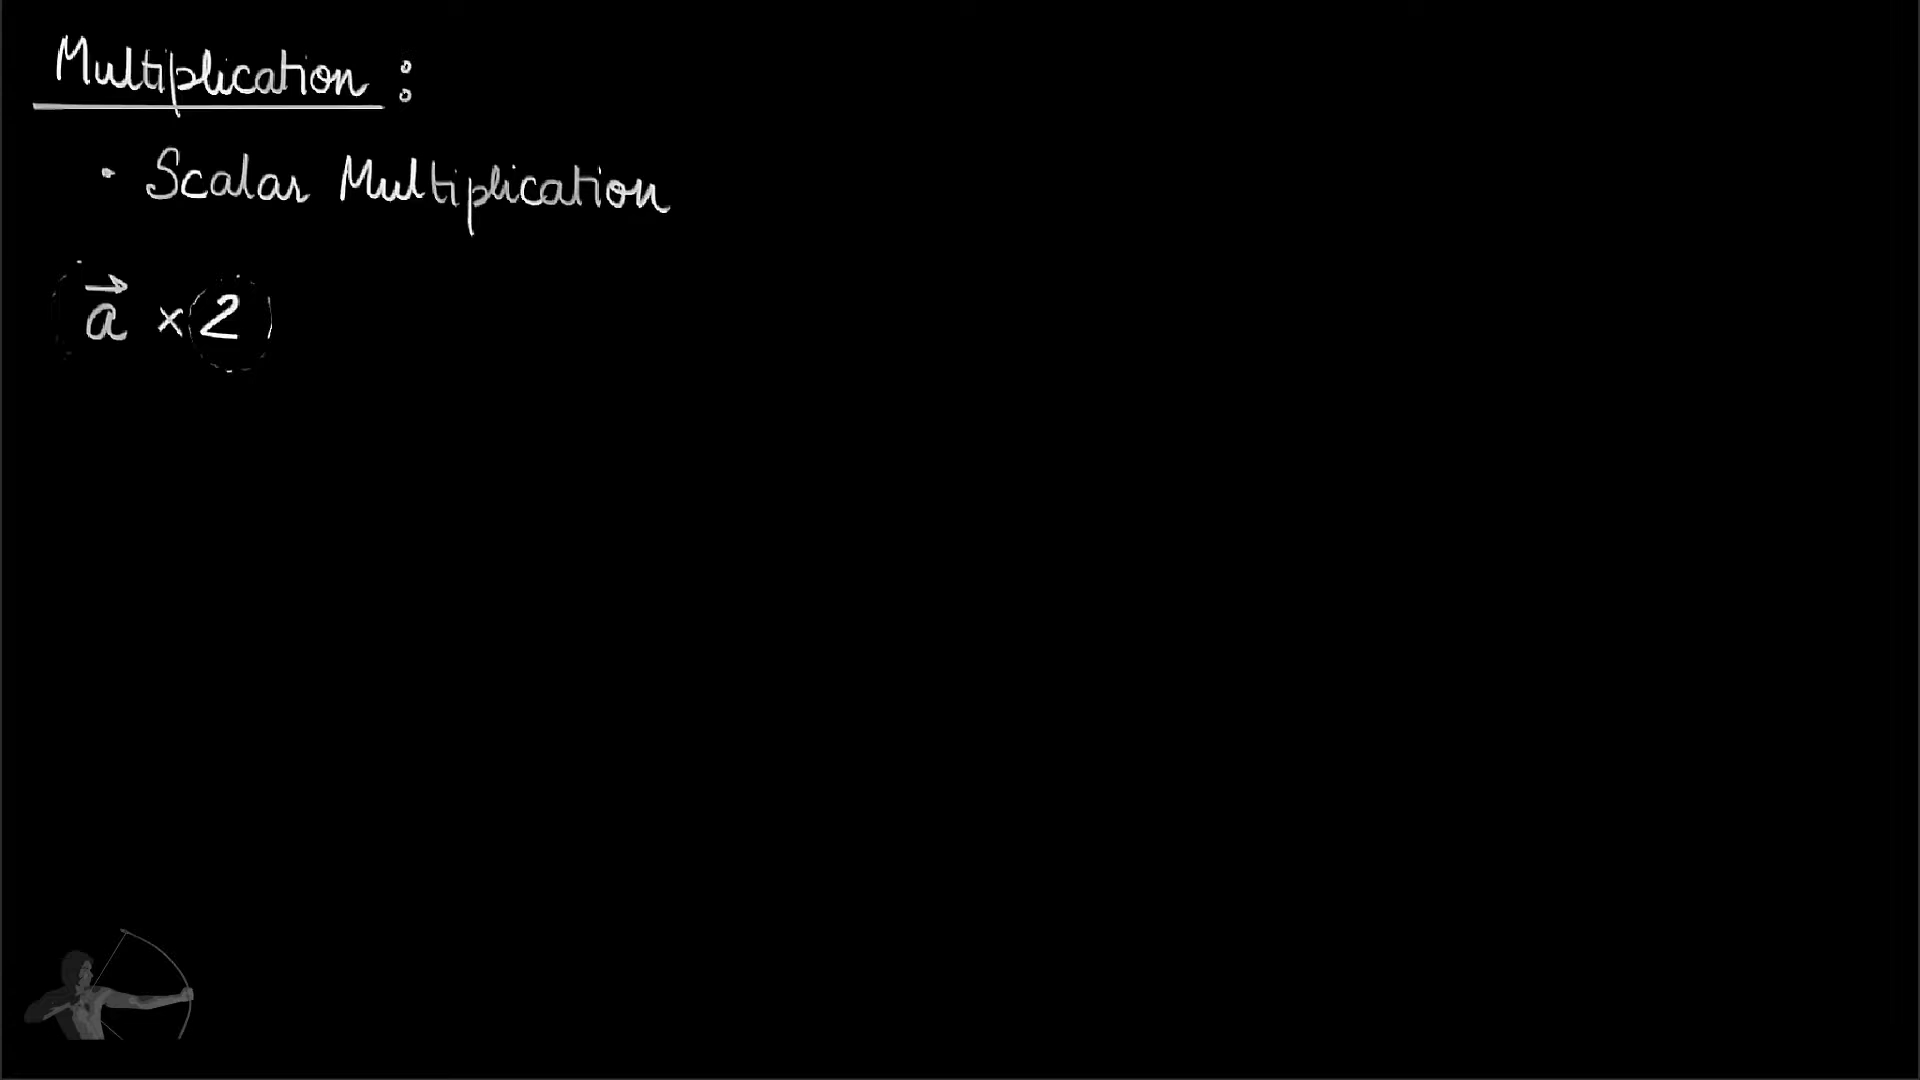 Multiplication :
• Scalar Multiplication
a⃗ × 2